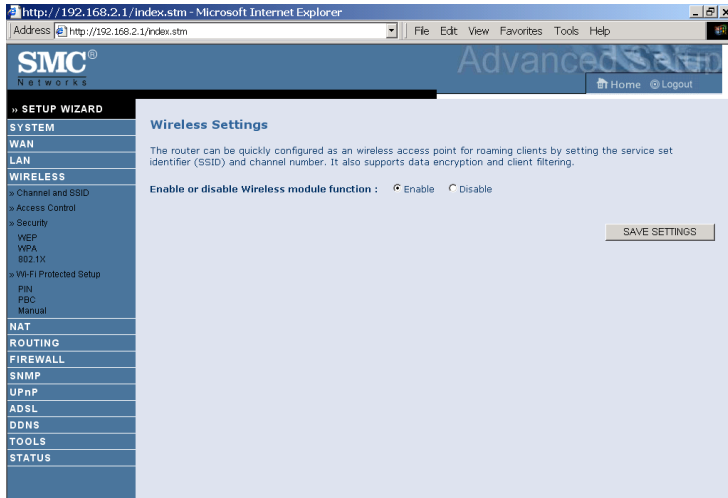 http://192.168.2.1/index.stm - Microsoft Internet Explorer
Address http://192.168.2.1/index.stm File Edit View Favorites Tools Help
SMC®
Networks
Advanced Setup
Home Logout
» SETUP WIZARD
SYSTEM
WAN
LAN
WIRELESS
» Channel and SSID
» Access Control
» Security
WEP
WPA
802.1X
» Wi-Fi Protected Setup
PIN
PBC
Manual
NAT
ROUTING
FIREWALL
SNMP
UPnP
ADSL
DDNS
TOOLS
STATUS
Wireless Settings
The router can be quickly configured as an wireless access point for roaming clients by setting the service set
identifier (SSID) and channel number. It also supports data encryption and client filtering.
Enable or disable Wireless module function : Enable Disable
SAVE SETTINGS